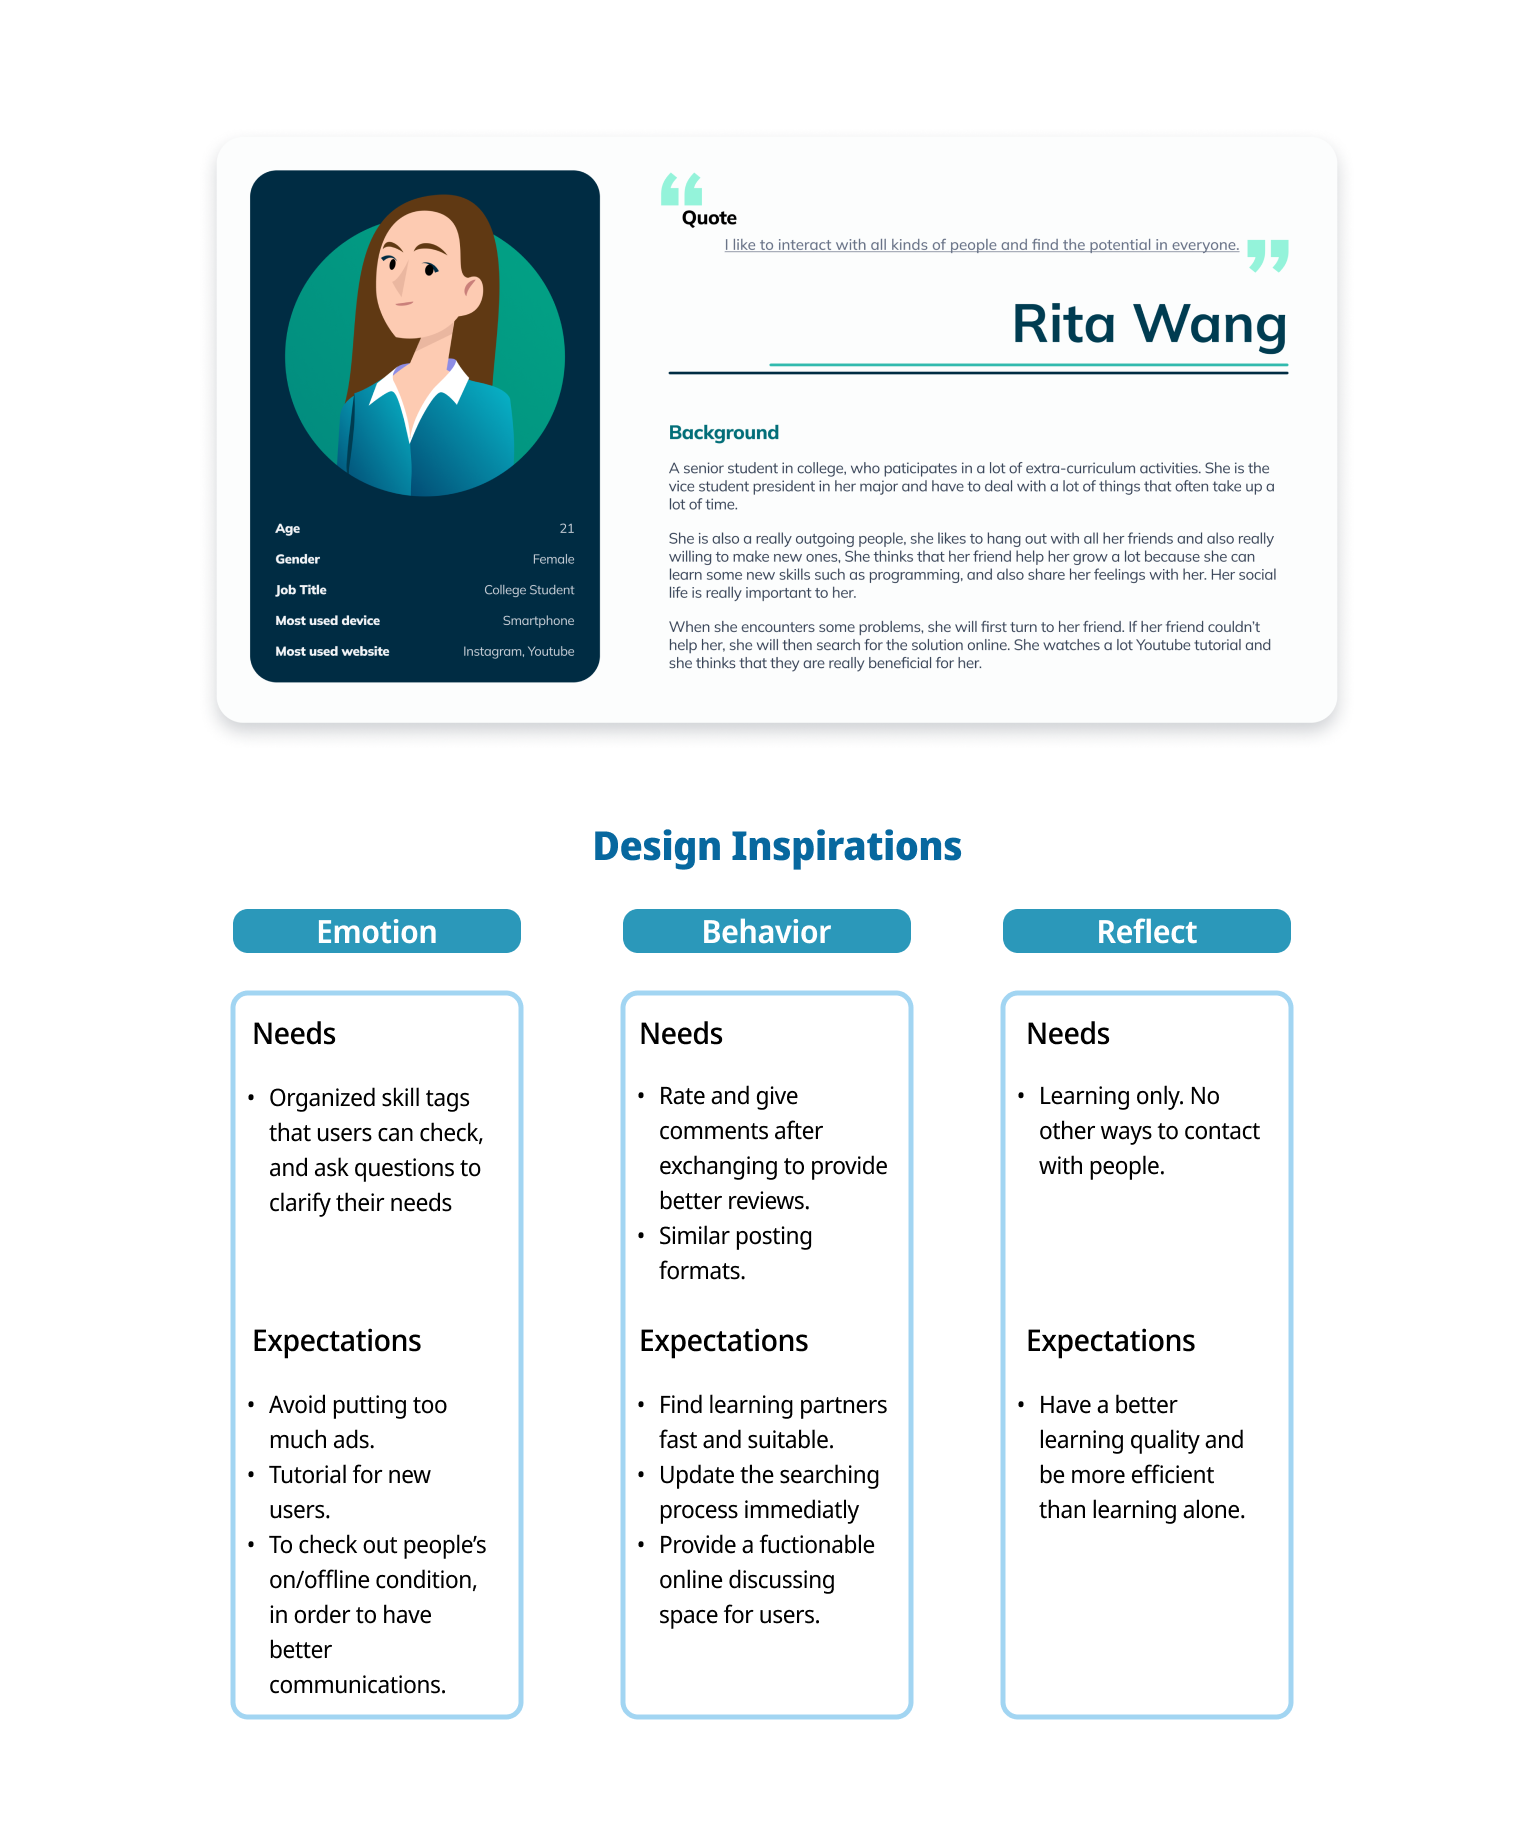 Quote
I like to interact with all kinds of people and find the potential in everyone.
Rita Wang
Age 21
Gender Female
Job Title College Student
Most used device Smartphone
Most used website Instagram, Youtube
Background
A senior student in college, who paticipates in a lot of extra-curriculum activities. She is the
vice student president in her major and have to deal with a lot of things that often take up a
lot of time.
She is also a really outgoing people, she likes to hang out with all her friends and also really
willing to make new ones, She thinks that her friend help her grow a lot because she can
learn some new skills such as programming, and also share her feelings with her. Her social
life is really important to her.
When she encounters some problems, she will first turn to her friend. If her friend couldn't
help her, she will then search for the solution online. She watches a lot Youtube tutorial and
she thinks that they are really beneficial for her.
Design Inspirations
Emotion
Needs
• Organized skill tags
that users can check,
and ask questions to
clarify their needs
Expectations
• Avoid putting too
much ads.
• Tutorial for new
users.
• To check out people's
on/offline condition,
in order to have
better
communications.
Behavior
Needs
• Rate and give
comments after
exchanging to provide
better reviews.
• Similar posting
formats.
Expectations
• Find learning partners
fast and suitable.
• Update the searching
process immediatly
• Provide a fuctionable
online discussing
space for users.
Reflect
Needs
• Learning only. No
other ways to contact
with people.
Expectations
• Have a better
learning quality and
be more efficient
than learning alone.